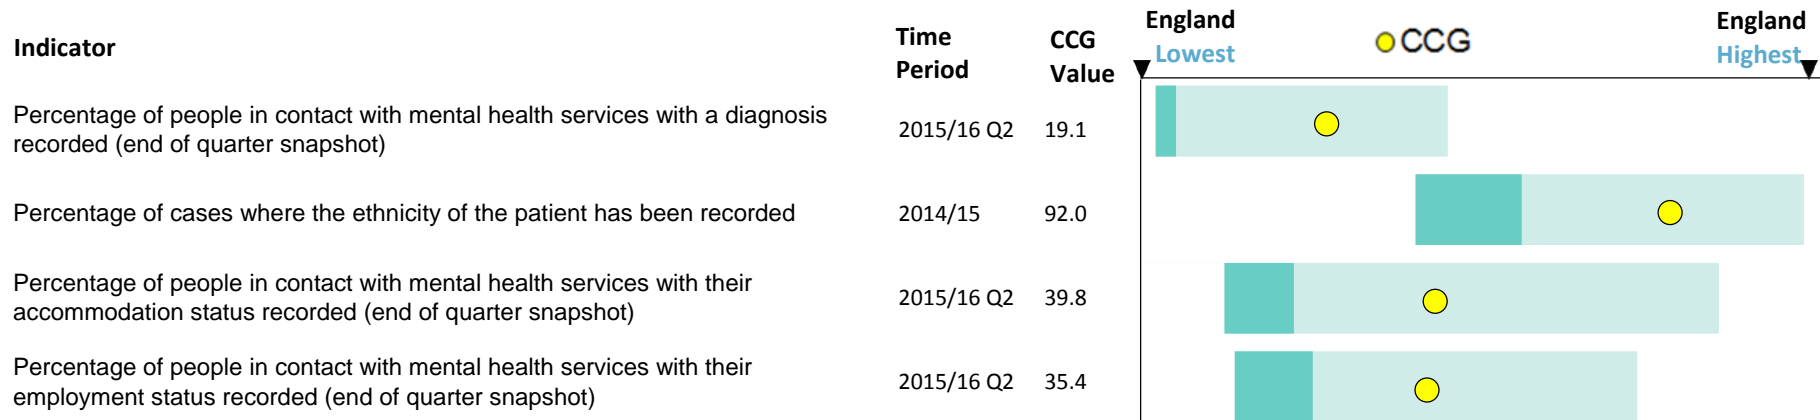 Indicator
Time
Period
CCG
Value
England
Lowest
CCG
England
Highest
Percentage of people in contact with mental health services with a diagnosis
recorded (end of quarter snapshot)
2015/16 Q2
19.1
Percentage of cases where the ethnicity of the patient has been recorded
2014/15
92.0
Percentage of people in contact with mental health services with their
accommodation status recorded (end of quarter snapshot)
2015/16 Q2
39.8
Percentage of people in contact with mental health services with their
employment status recorded (end of quarter snapshot)
2015/16 Q2
35.4